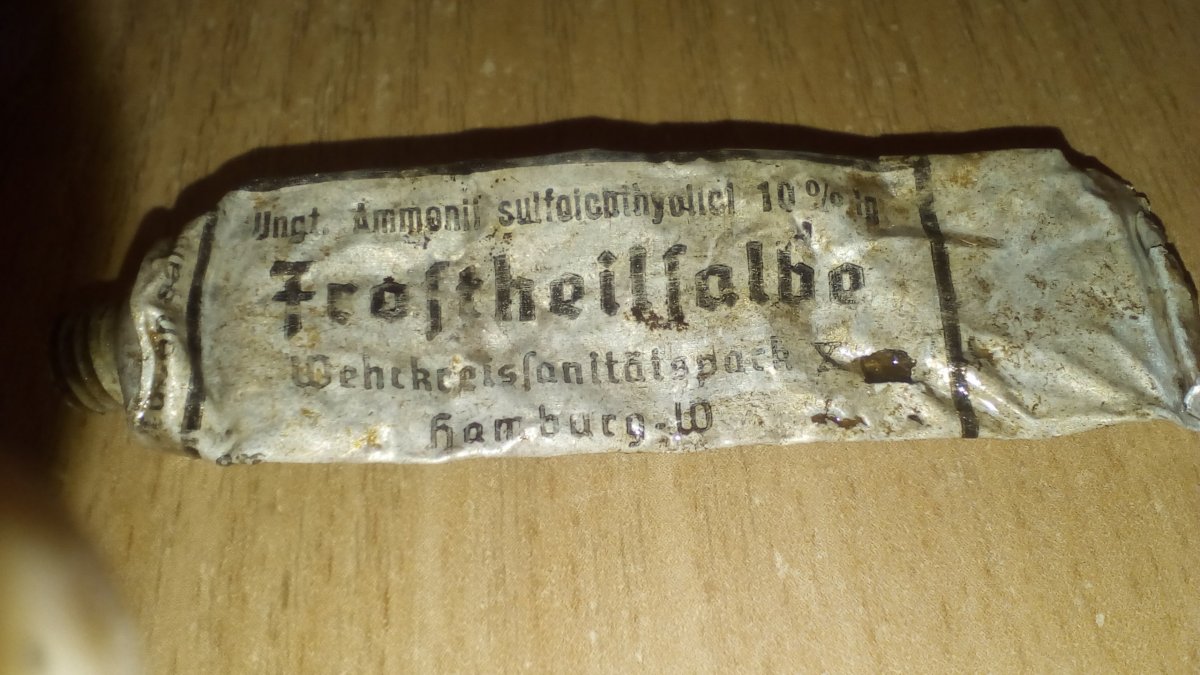 Ungt. Ammonii sulfoichthyolici 10% ig
Frostheilsalbe
Wehrkreissanitätspark X
Hamburg-W